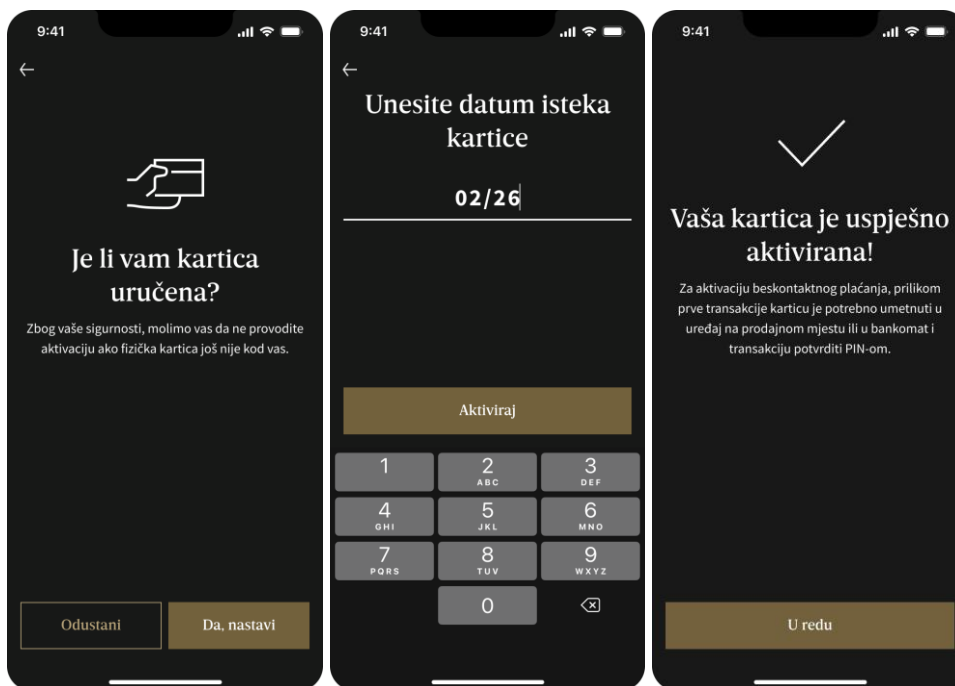 9:41
Je li vam kartica
uručena?
Zbog vaše sigurnosti, molimo vas da ne provodite
aktivaciju ako fizička kartica još nije kod vas.
Odustani
Da, nastavi
9:41
Unesite datum isteka
kartice
02/26
Aktiviraj
1
2
ABC
3
DEF
4
GHI
5
JKL
6
MNO
7
PQRS
8
TUV
9
WXYZ
0
9:41
Vaša kartica je uspješno
aktivirana!
Za aktivaciju beskontaktnog plaćanja, prilikom
prve transakcije karticu je potrebno umetnuti u
uređaj na prodajnom mjestu ili u bankomat i
transakciju potvrditi PIN-om.
U redu